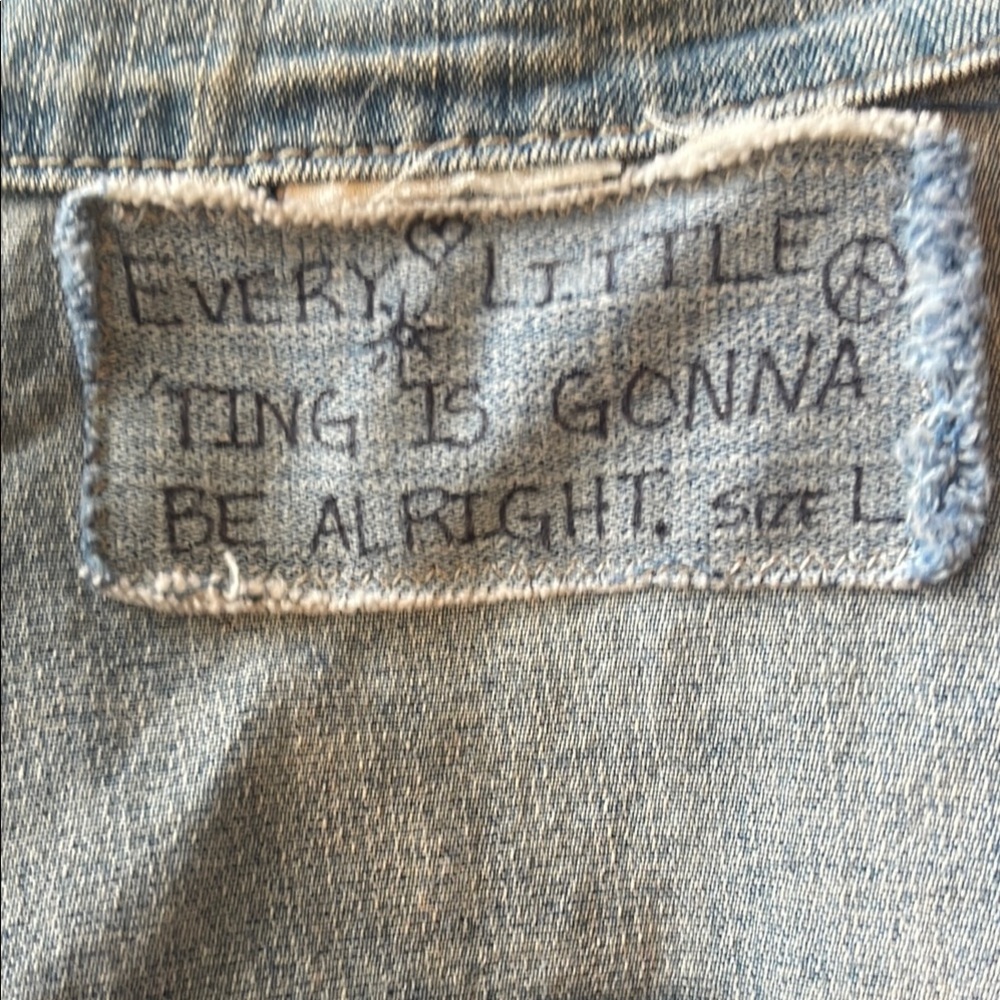 EVERY LITTLE
'TING IS GONNA
BE ALRIGHT. SIZE L